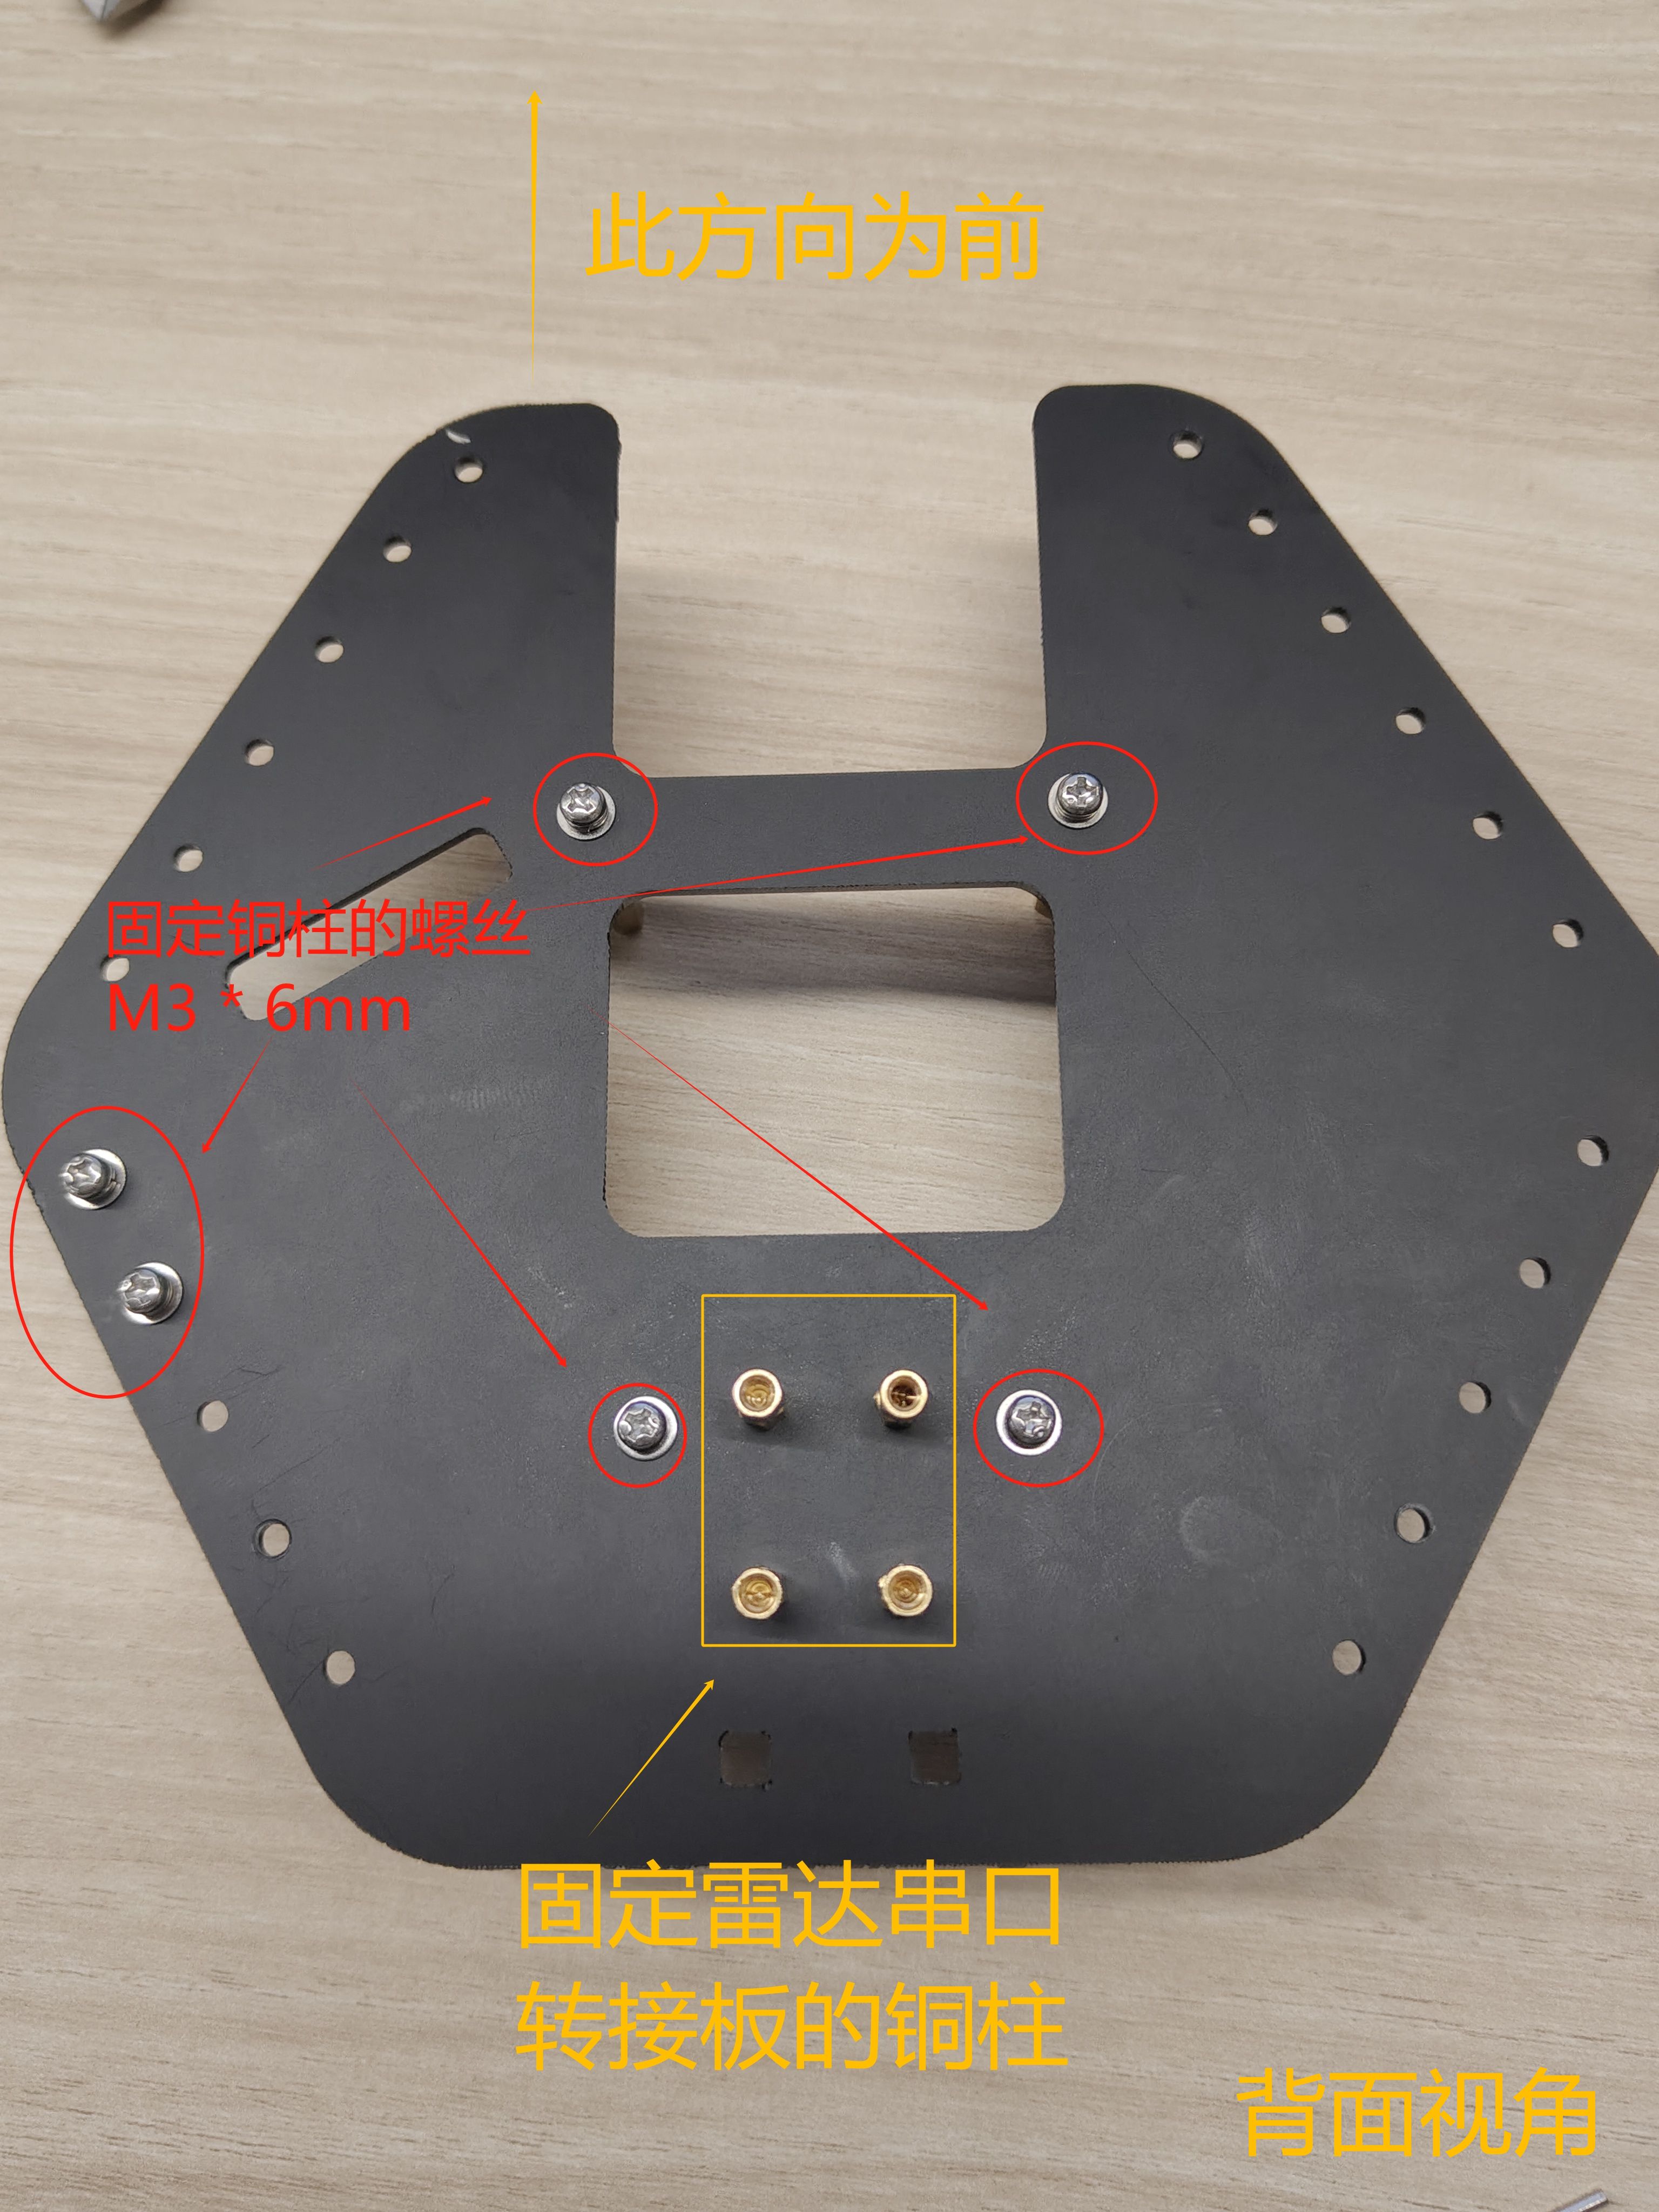 此方向为前
固定铜柱的螺丝
M3 * 6mm
固定雷达串口
转接板的铜柱
背面视角